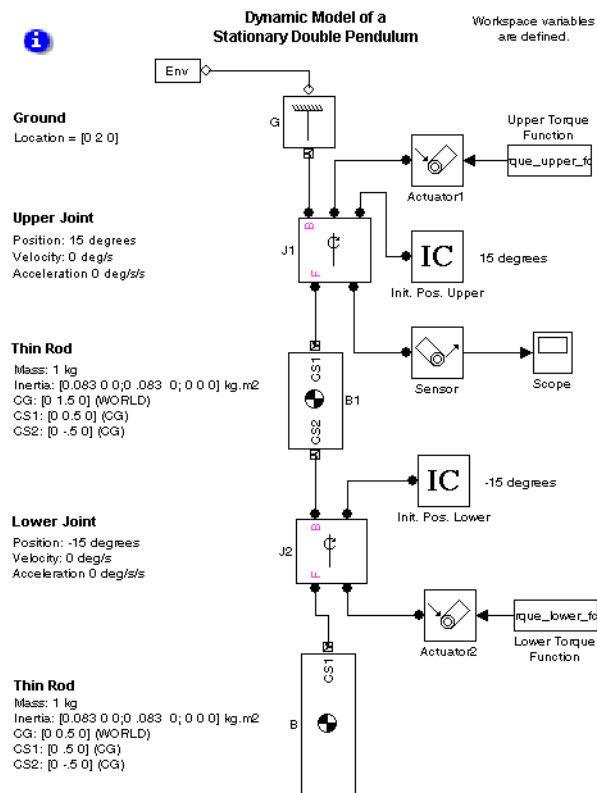 Dynamic Model of a
Stationary Double Pendulum
Workspace variables
are defined.
i
Env
Ground
Location = [0 2 0]
G
Upper Torque
Function
rque_upper_fo
Actuator1
Upper Joint
Position: 15 degrees
Velocity: 0 deg/s
Acceleration 0 deg/s/s
J1
B
F
IC
15 degrees
Init. Pos. Upper
Thin Rod
Mass: 1 kg
Inertia: [0.083 0 0;0 .083 0; 0 0 0] kg.m2
CG: [0 1.5 0] (WORLD)
CS1: [0 0.5 0] (CG)
CS2: [0 -.5 0] (CG)
CS1
CS2
B1
Sensor
Scope
IC
-15 degrees
Init. Pos. Lower
Lower Joint
Position: -15 degrees
Velocity: 0 deg/s
Acceleration 0 deg/s/s
J2
B
F
Actuator2
rque_lower_fo
Lower Torque
Function
Thin Rod
Mass: 1 kg
Inertia: [0.083 0 0;0 .083 0; 0 0 0] kg.m2
CG: [0 0.5 0] (WORLD)
CS1: [0 .5 0] (CG)
CS2: [0 -.5 0] (CG)
CS1
B